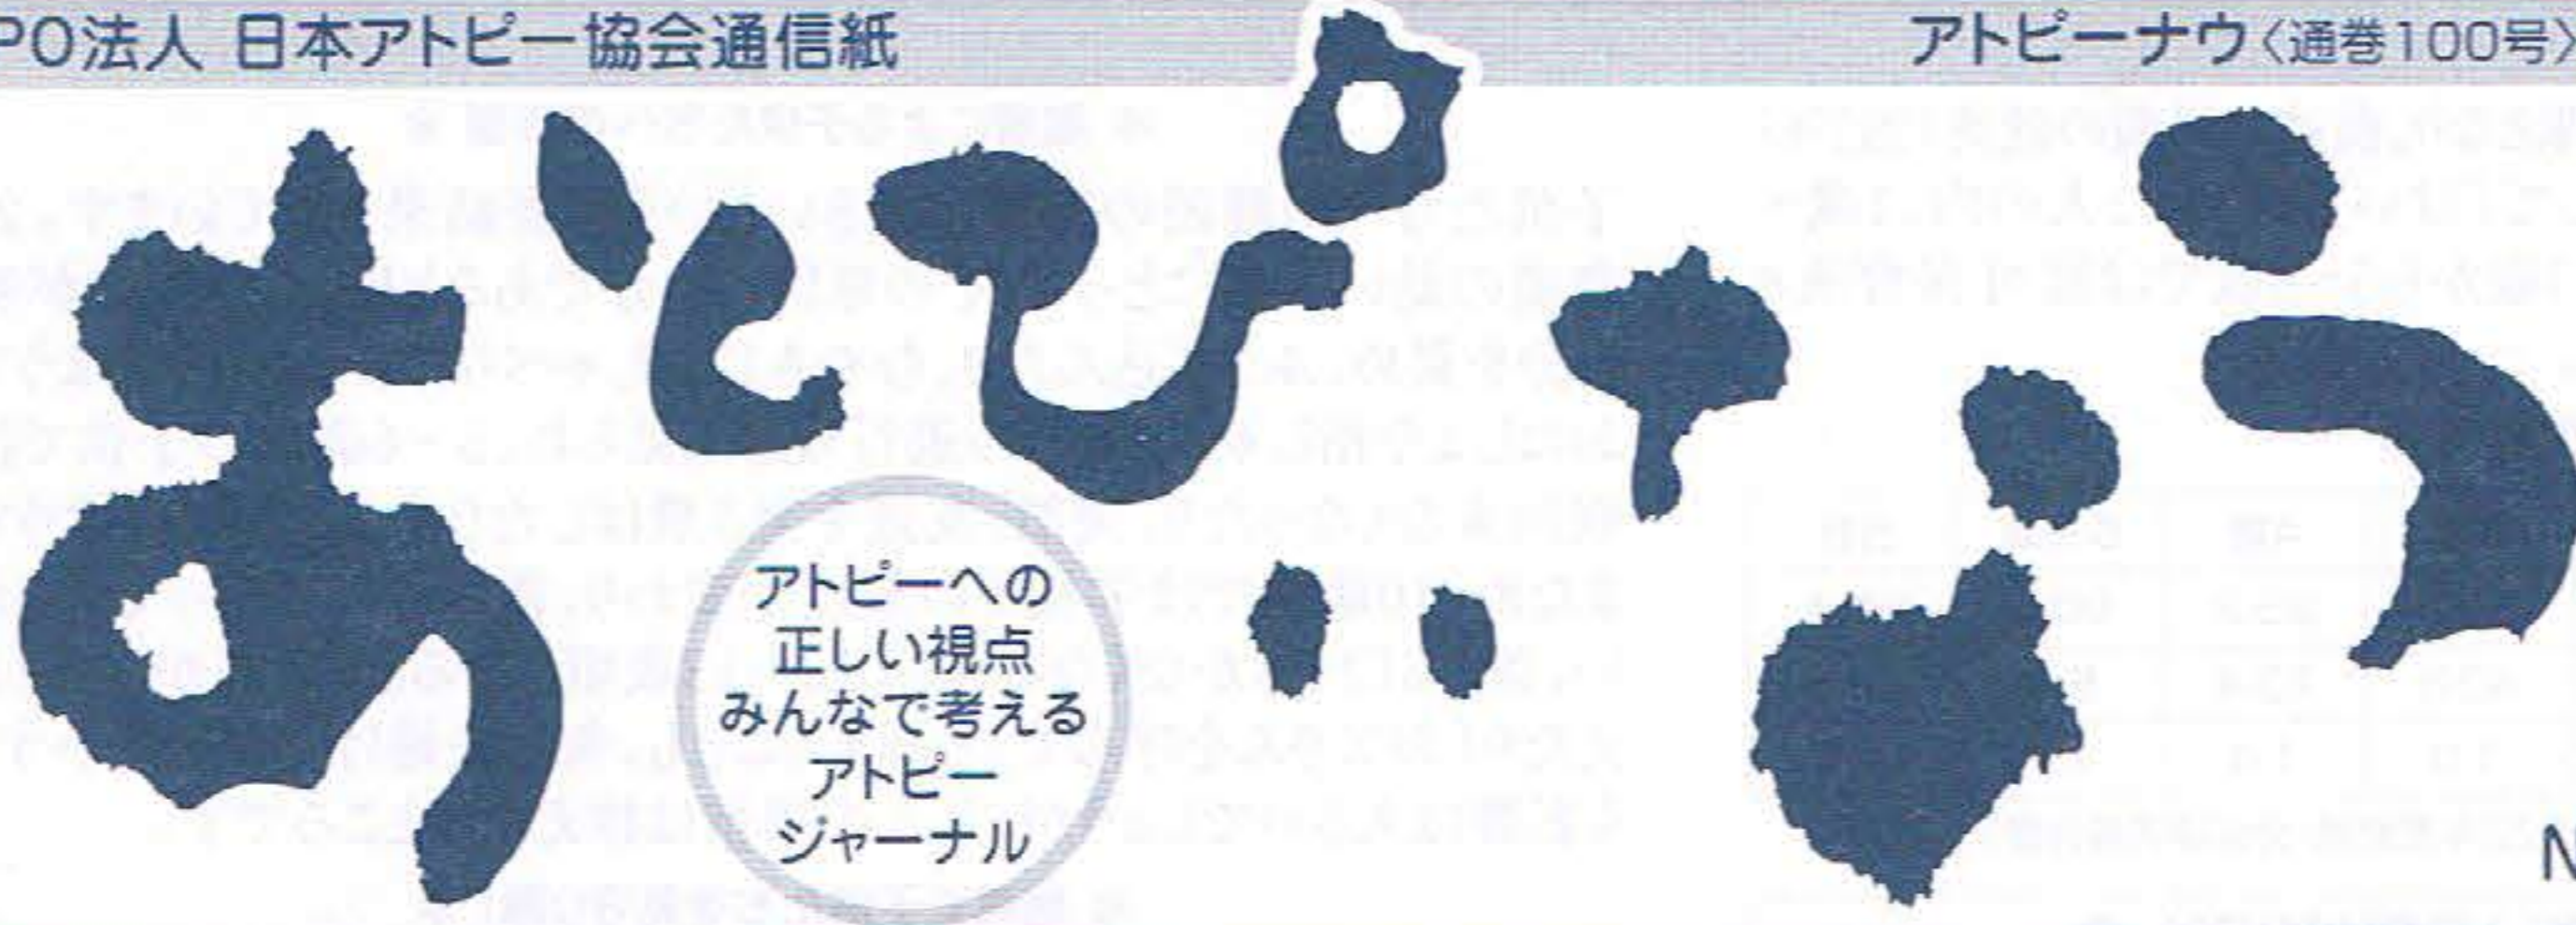 PO法人 日本アトピー協会通信紙
アトピーナウ〈通巻100号〉
あとぴぃなう
アトピーへの
正しい視点
みんなで考える
アトピー
ジャーナル